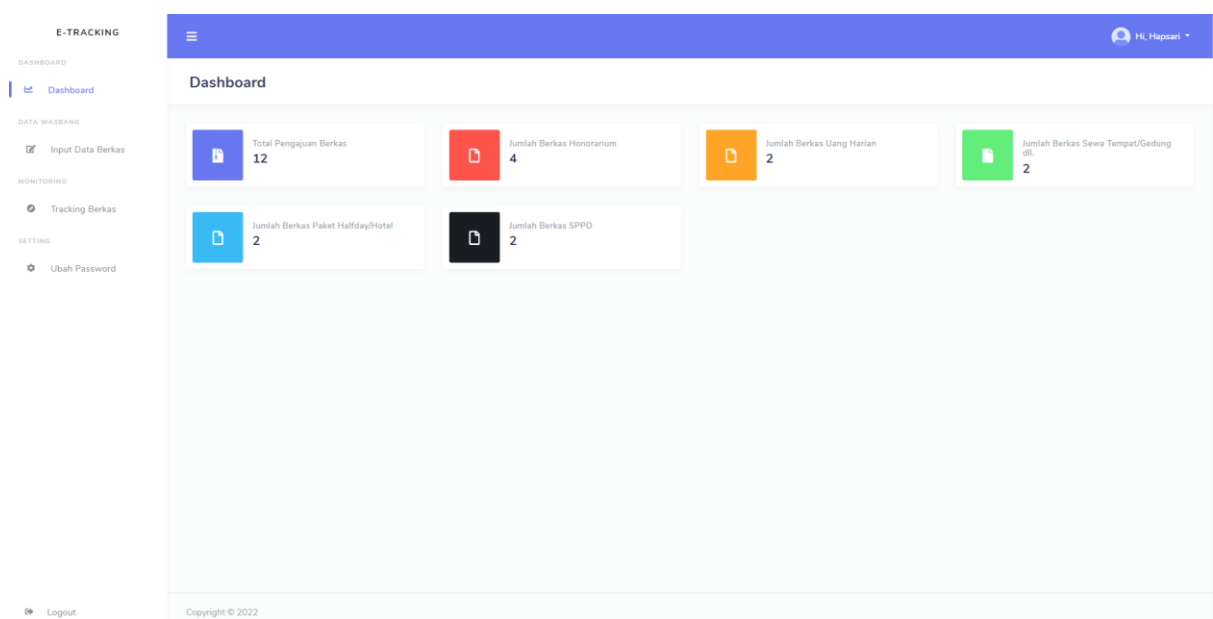 E-TRACKING
Hi, Hapsari
DASHBOARD
Dashboard
DATA WASBANG
Input Data Berkas
MONITORING
Tracking Berkas
SETTING
Ubah Password
Logout
Dashboard
Total Pengajuan Berkas
12
Jumlah Berkas Honorarium
4
Jumlah Berkas Uang Harian
2
Jumlah Berkas Sewa Tempat/Gedung
dll.
2
Jumlah Berkas Paket Halfday/Hotel
2
Jumlah Berkas SPPD
2
Copyright © 2022